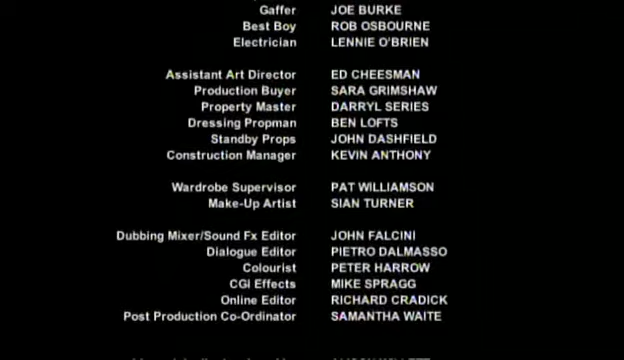 Gaffer JOE BURKE
Best Boy ROB OSBOURNE
Electrician LENNIE O'BRIEN
Assistant Art Director ED CHEESMAN
Production Buyer SARA GRIMSHAW
Property Master DARRYL SERIES
Dressing Propman BEN LOFTS
Standby Props JOHN DASHFIELD
Construction Manager KEVIN ANTHONY
Wardrobe Supervisor PAT WILLIAMSON
Make-Up Artist SIAN TURNER
Dubbing Mixer/Sound Fx Editor JOHN FALCINI
Dialogue Editor PIETRO DALMASSO
Colourist PETER HARROW
CGI Effects MIKE SPRAGG
Online Editor RICHARD CRADICK
Post Production Co-Ordinator SAMANTHA WAITE